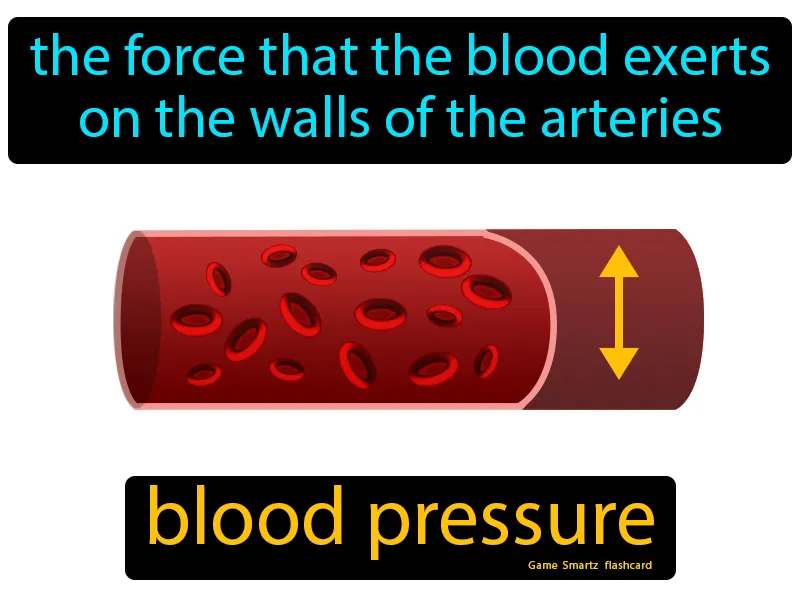 the force that the blood exerts
on the walls of the arteries
blood pressure
Game Smartz flashcard